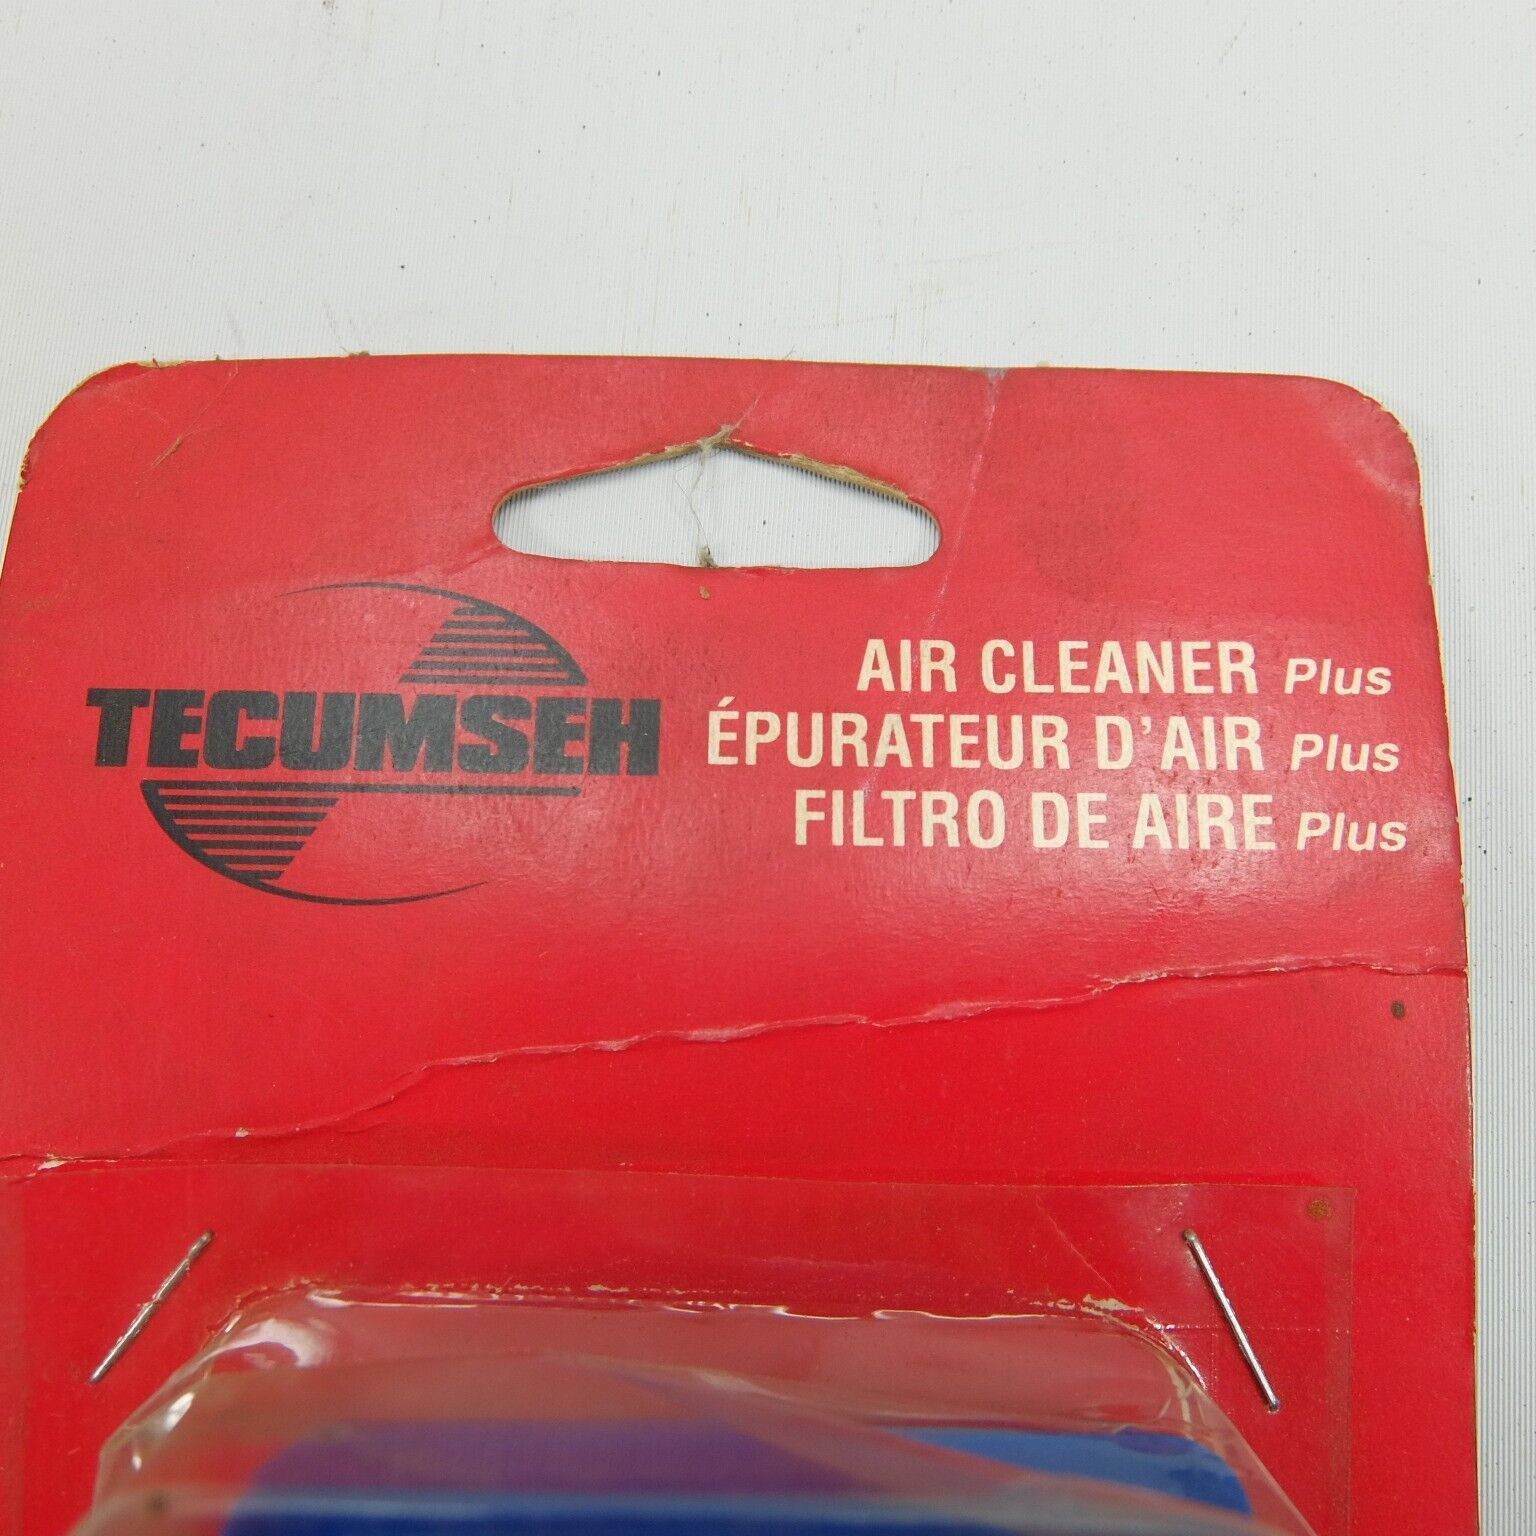 TECUMSEH
AIR CLEANER Plus
ÉPURATEUR D'AIR Plus
FILTRO DE AIRE Plus